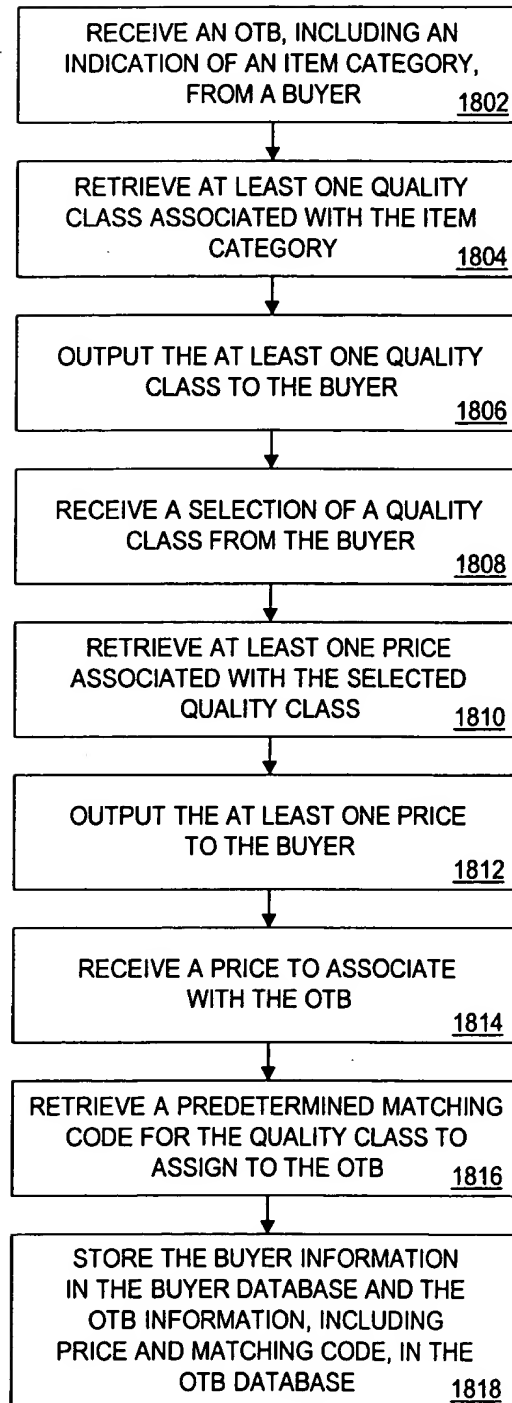 RECEIVE AN OTB, INCLUDING AN
INDICATION OF AN ITEM CATEGORY,
FROM A BUYER
1802
RETRIEVE AT LEAST ONE QUALITY
CLASS ASSOCIATED WITH THE ITEM
CATEGORY
1804
OUTPUT THE AT LEAST ONE QUALITY
CLASS TO THE BUYER
1806
RECEIVE A SELECTION OF A QUALITY
CLASS FROM THE BUYER
1808
RETRIEVE AT LEAST ONE PRICE
ASSOCIATED WITH THE SELECTED
QUALITY CLASS
1810
OUTPUT THE AT LEAST ONE PRICE
TO THE BUYER
1812
RECEIVE A PRICE TO ASSOCIATE
WITH THE OTB
1814
RETRIEVE A PREDETERMINED MATCHING
CODE FOR THE QUALITY CLASS TO
ASSIGN TO THE OTB
1816
STORE THE BUYER INFORMATION
IN THE BUYER DATABASE AND THE
OTB INFORMATION, INCLUDING
PRICE AND MATCHING CODE, IN THE
OTB DATABASE
1818